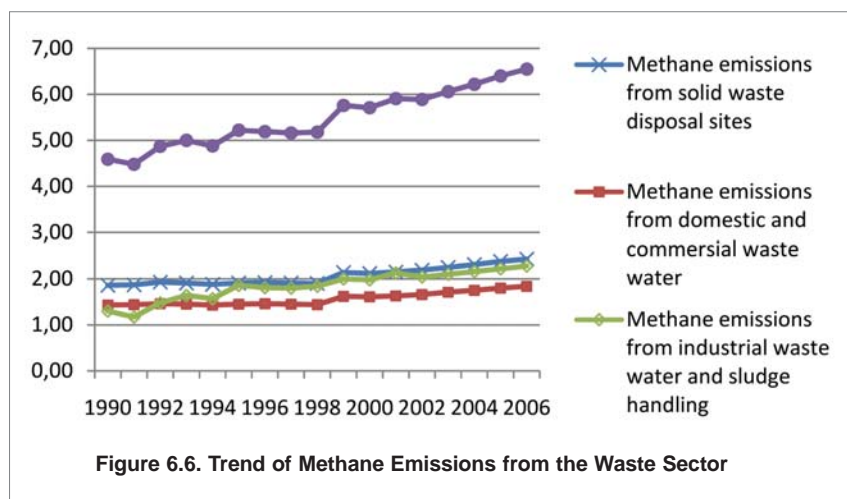 7,00
6,00
5,00
4,00
3,00
2,00
1,00
0,00
1990 1992 1994 1996 1998 2000 2002 2004 2006
Methane emissions
from solid waste
disposal sites
Methane emissions
from domestic and
commersial waste
water
Methane emissions
from industrial waste
water and sludge
handling
Figure 6.6. Trend of Methane Emissions from the Waste Sector